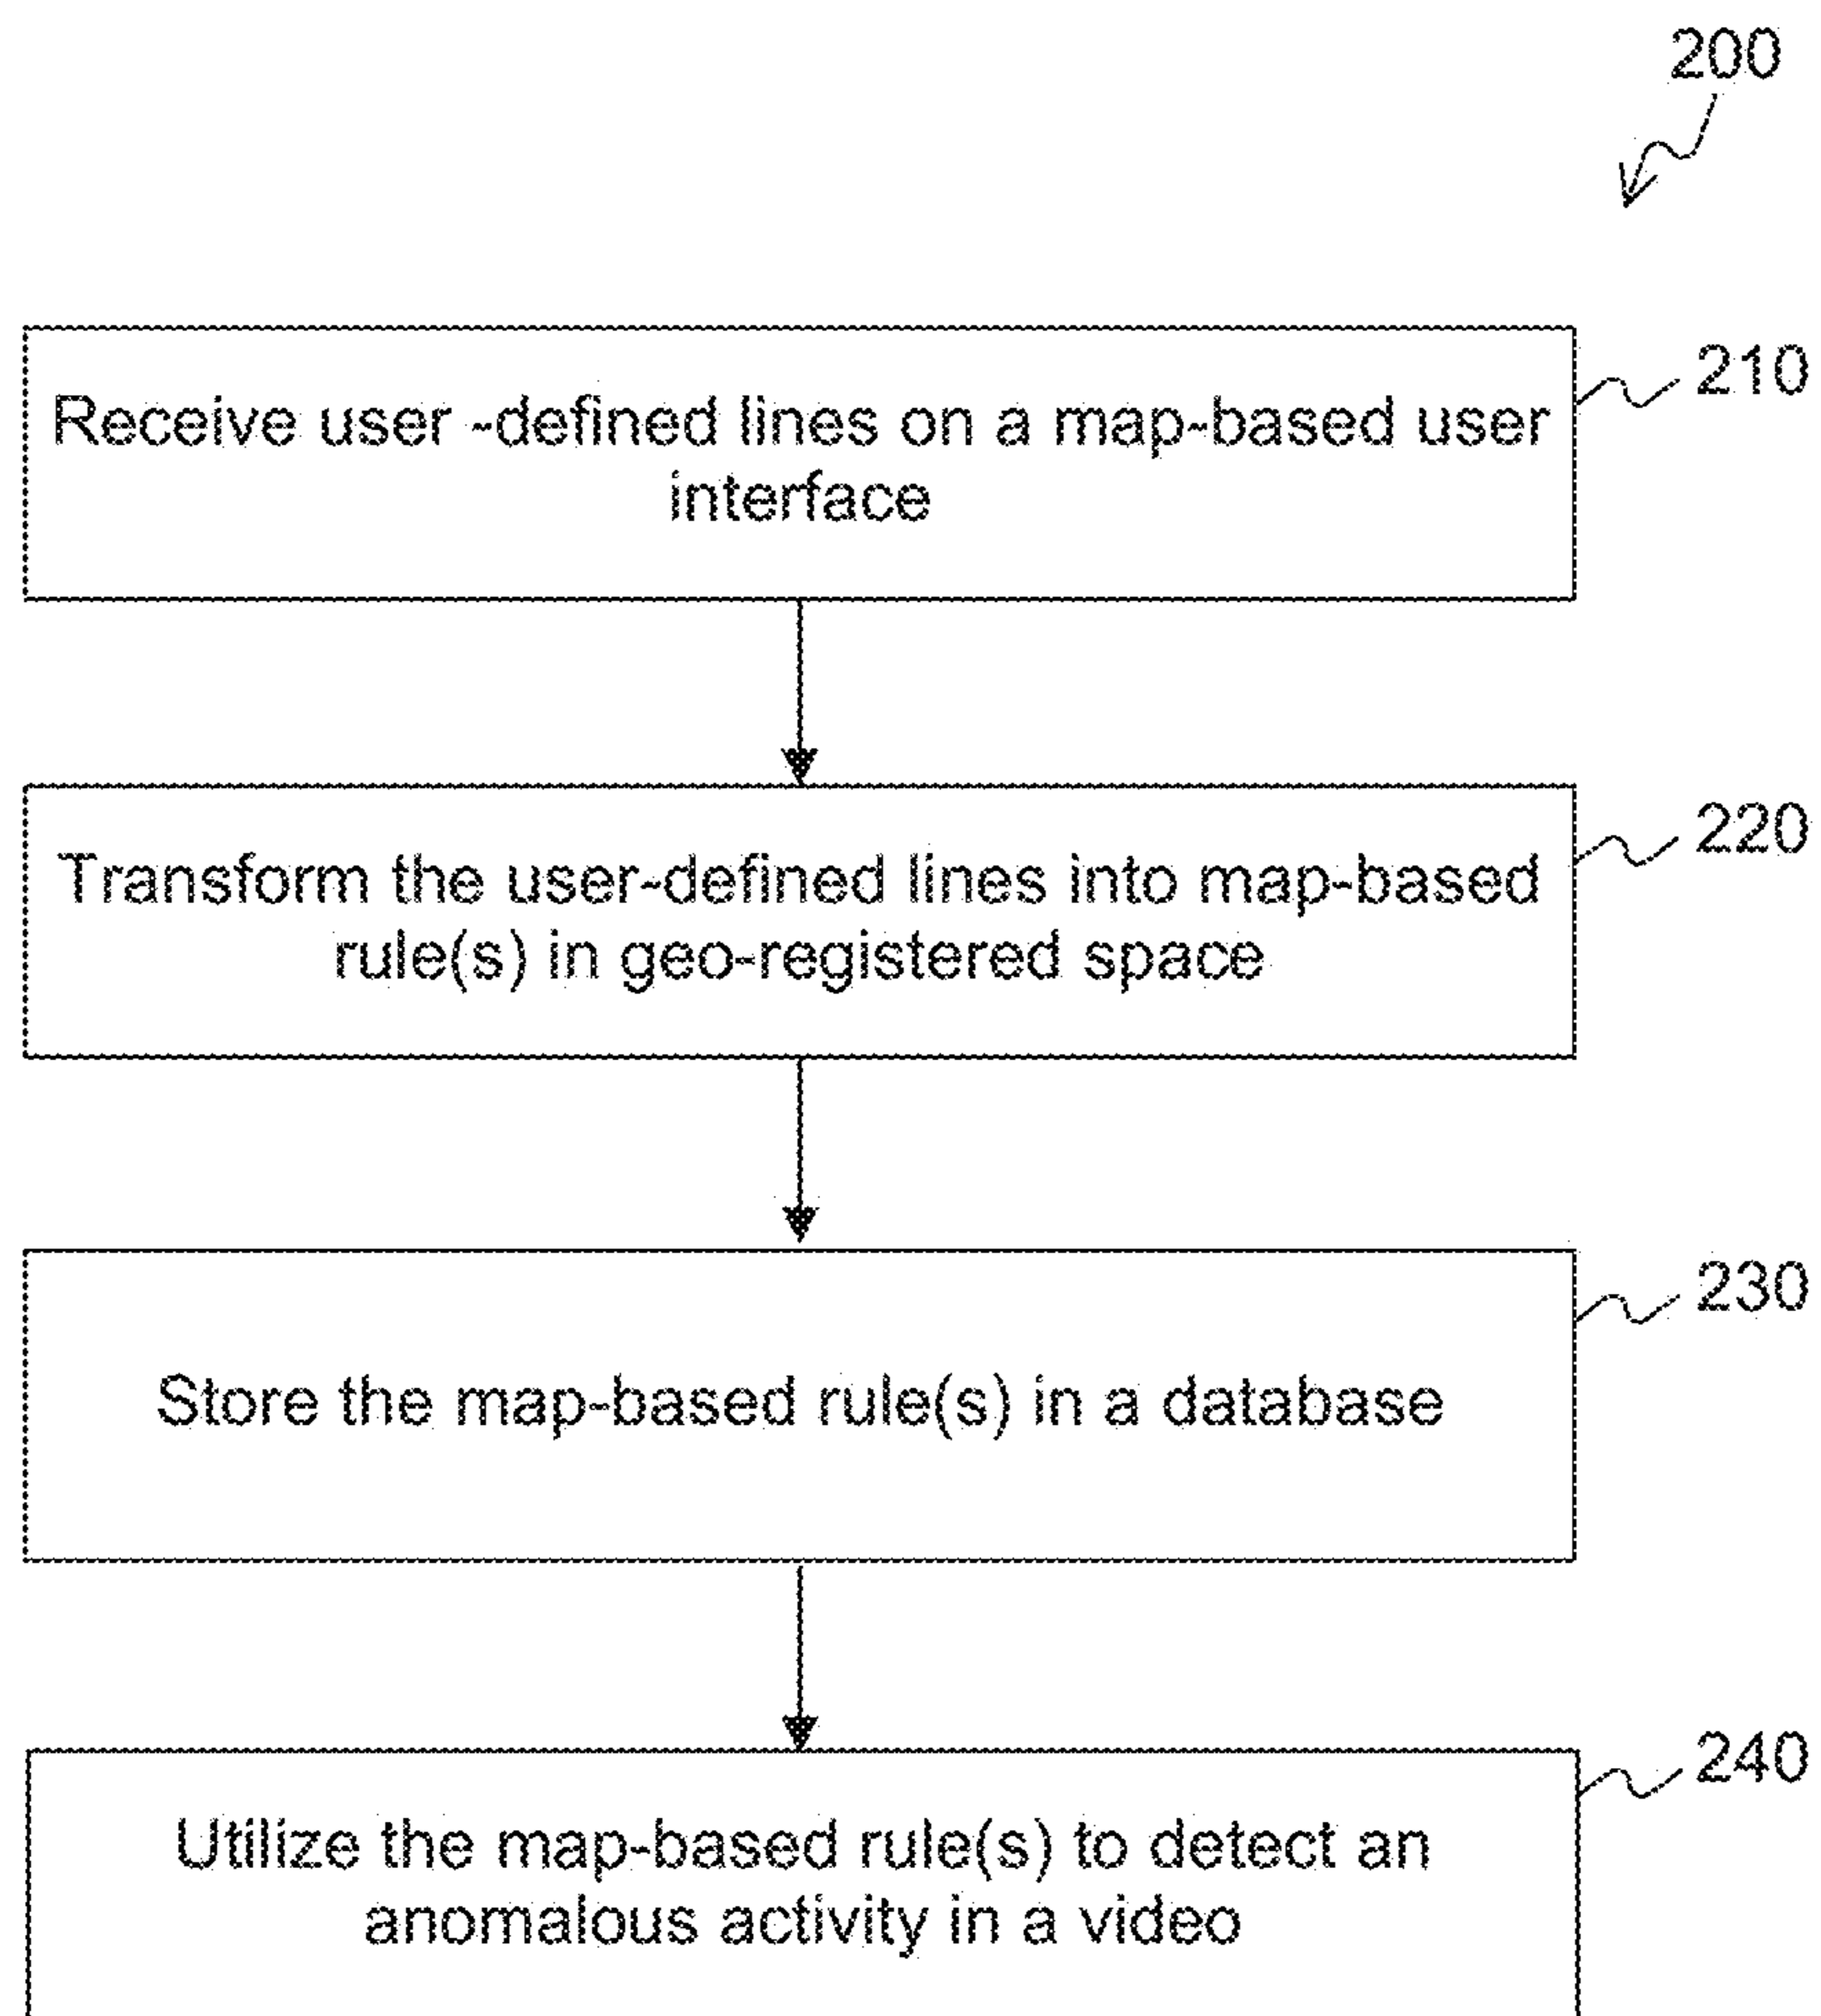 200
210
Receive user -defined lines on a map-based user
interface
220
Transform the user-defined lines into map-based
rule(s) in geo-registered space
230
Store the map-based rule(s) in a database
240
Utilize the map-based rule(s) to detect an
anomalous activity in a video